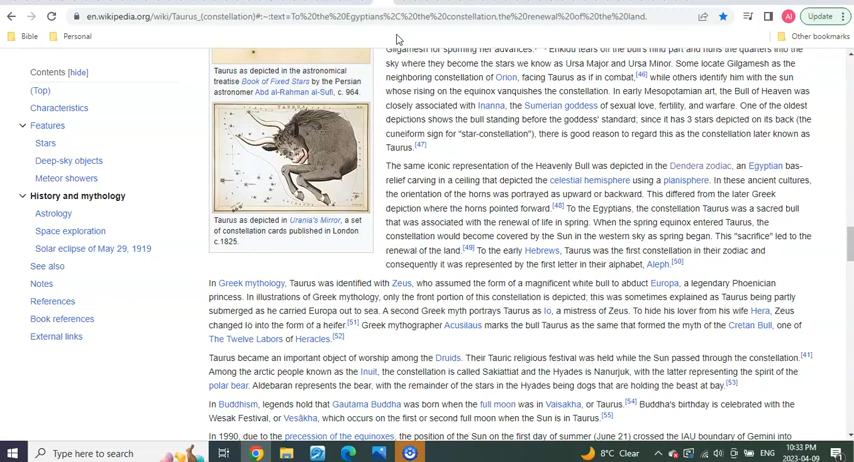 en.wikipedia.org/wiki/Taurus_(constellation)#:~:text=To%20the%20Egyptians%2C%20the%20constellation,the%20renewal%20of%20the%20land.
AI
Update
Bible
Personal
Other bookmarks
Contents [hide]
(Top)
Characteristics
Features
Stars
Deep-sky objects
Meteor showers
History and mythology
Astrology
Space exploration
Solar eclipse of May 29, 1919
See also
Notes
References
Book references
External links
Taurus as depicted in the astronomical
treatise Book of Fixed Stars by the Persian
astronomer Abd al-Rahman al-Sufi, c. 964.
Taurus as depicted in Urania's Mirror, a set
of constellation cards published in London
c.1825.
Gilgamesh for spurning her advances. Enkidu tears off the bull's hind part and hurls the quarters into the
sky where they become the stars we know as Ursa Major and Ursa Minor. Some locate Gilgamesh as the
neighboring constellation of Orion, facing Taurus as if in combat,[46] while others identify him with the sun
whose rising on the equinox vanquishes the constellation. In early Mesopotamian art, the Bull of Heaven was
closely associated with Inanna, the Sumerian goddess of sexual love, fertility, and warfare. One of the oldest
depictions shows the bull standing before the goddess' standard; since it has 3 stars depicted on its back (the
cuneiform sign for "star-constellation"), there is good reason to regard this as the constellation later known as
Taurus.[47]
The same iconic representation of the Heavenly Bull was depicted in the Dendera zodiac, an Egyptian bas-
relief carving in a ceiling that depicted the celestial hemisphere using a planisphere. In these ancient cultures,
the orientation of the horns was portrayed as upward or backward. This differed from the later Greek
depiction where the horns pointed forward.[48] To the Egyptians, the constellation Taurus was a sacred bull
that was associated with the renewal of life in spring. When the spring equinox entered Taurus, the
constellation would become covered by the Sun in the western sky as spring began. This "sacrifice" led to the
renewal of the land.[49] To the early Hebrews, Taurus was the first constellation in their zodiac and
consequently it was represented by the first letter in their alphabet, Aleph.[50]
In Greek mythology, Taurus was identified with Zeus, who assumed the form of a magnificent white bull to abduct Europa, a legendary Phoenician
princess. In illustrations of Greek mythology, only the front portion of this constellation is depicted; this was sometimes explained as Taurus being partly
submerged as he carried Europa out to sea. A second Greek myth portrays Taurus as Io, a mistress of Zeus. To hide his lover from his wife Hera, Zeus
changed Io into the form of a heifer.[51] Greek mythographer Acusilaus marks the bull Taurus as the same that formed the myth of the Cretan Bull, one of
The Twelve Labors of Heracles.[52]
Taurus became an important object of worship among the Druids. Their Tauric religious festival was held while the Sun passed through the constellation.[41]
Among the arctic people known as the Inuit, the constellation is called Sakiattiat and the Hyades is Nanurjuk, with the latter representing the spirit of the
polar bear. Aldebaran represents the bear, with the remainder of the stars in the Hyades being dogs that are holding the beast at bay.[53]
In Buddhism, legends hold that Gautama Buddha was born when the full moon was in Vaisakha, or Taurus.[54] Buddha's birthday is celebrated with the
Wesak Festival, or Vesākha, which occurs on the first or second full moon when the Sun is in Taurus.[55]
In 1990, due to the precession of the equinoxes, the position of the Sun on the first day of summer (June 21) crossed the IAU boundary of Gemini into
Type here to search
8°C Clear
ENG
10:33 PM
2023-04-09